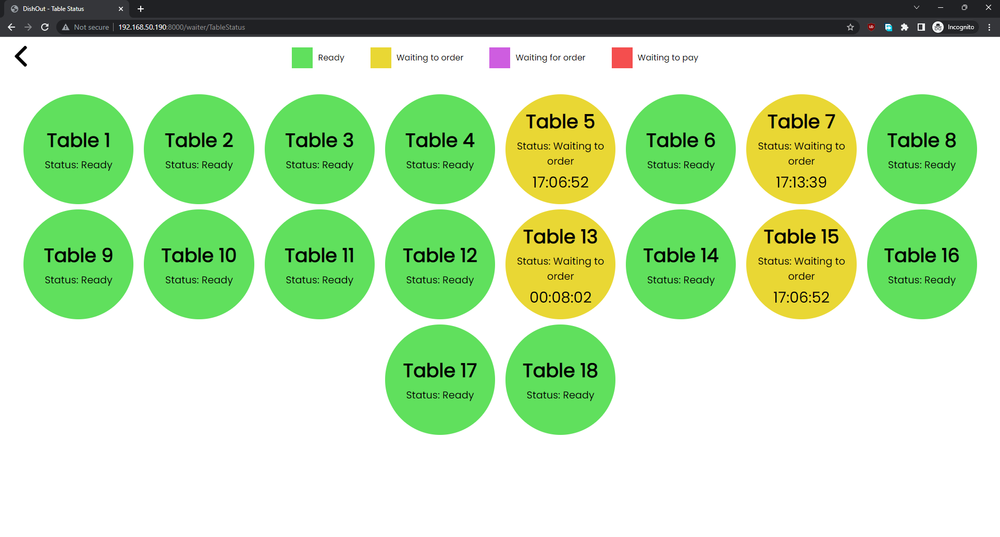 DishOut - Table Status
Not secure 192.168.50.190:8000/waiter/TableStatus
Incognito
Ready
Waiting to order
Waiting for order
Waiting to pay
Table 1
Status: Ready
Table 2
Status: Ready
Table 3
Status: Ready
Table 4
Status: Ready
Table 5
Status: Waiting to
order
17:06:52
Table 6
Status: Ready
Table 7
Status: Waiting to
order
17:13:39
Table 8
Status: Ready
Table 9
Status: Ready
Table 10
Status: Ready
Table 11
Status: Ready
Table 12
Status: Ready
Table 13
Status: Waiting to
order
00:08:02
Table 14
Status: Ready
Table 15
Status: Waiting to
order
17:06:52
Table 16
Status: Ready
Table 17
Status: Ready
Table 18
Status: Ready